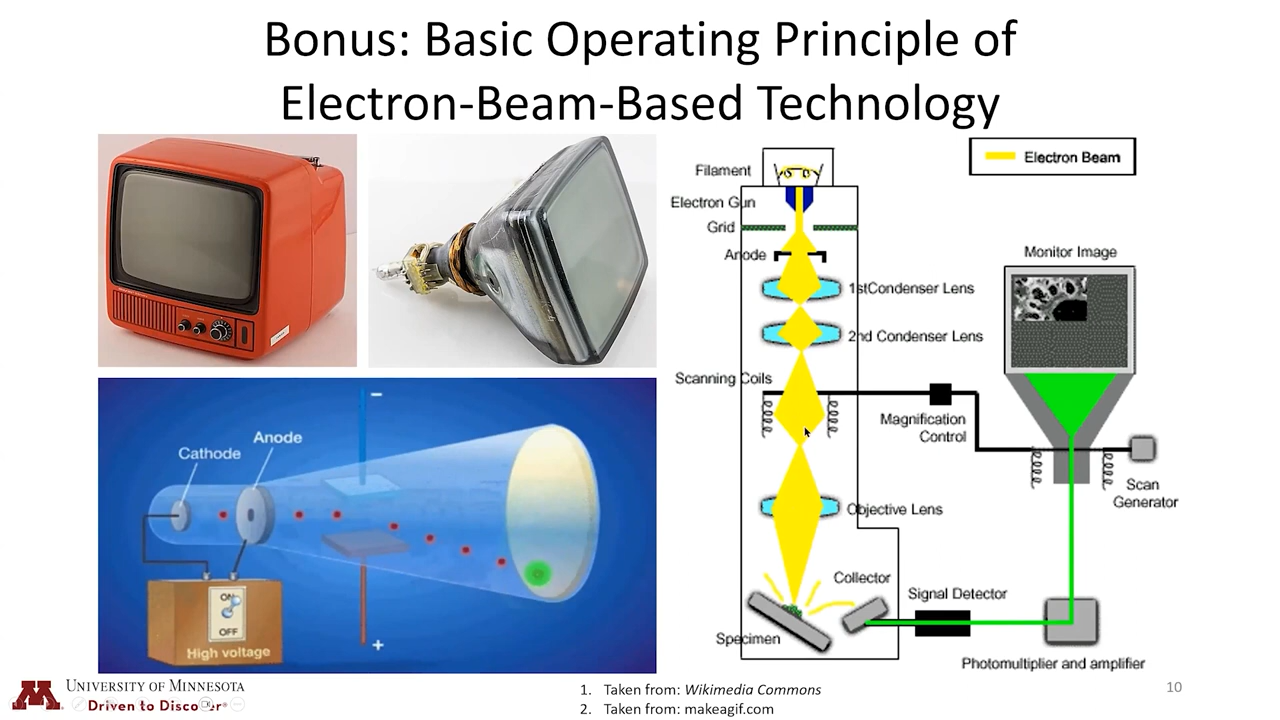 Bonus: Basic Operating Principle of
Electron-Beam-Based Technology
Cathode
Anode
−
+
ON
OFF
High voltage
Electron Beam
Filament
Electron Gun
Grid
Anode
1stCondenser Lens
2nd Condenser Lens
Scanning Coils
Magnification
Control
Objective Lens
Collector
Specimen
Signal Detector
Monitor Image
Scan
Generator
Photomultiplier and amplifier
M
UNIVERSITY OF MINNESOTA
Driven to Discover
1. Taken from: Wikimedia Commons
2. Taken from: makeagif.com
10